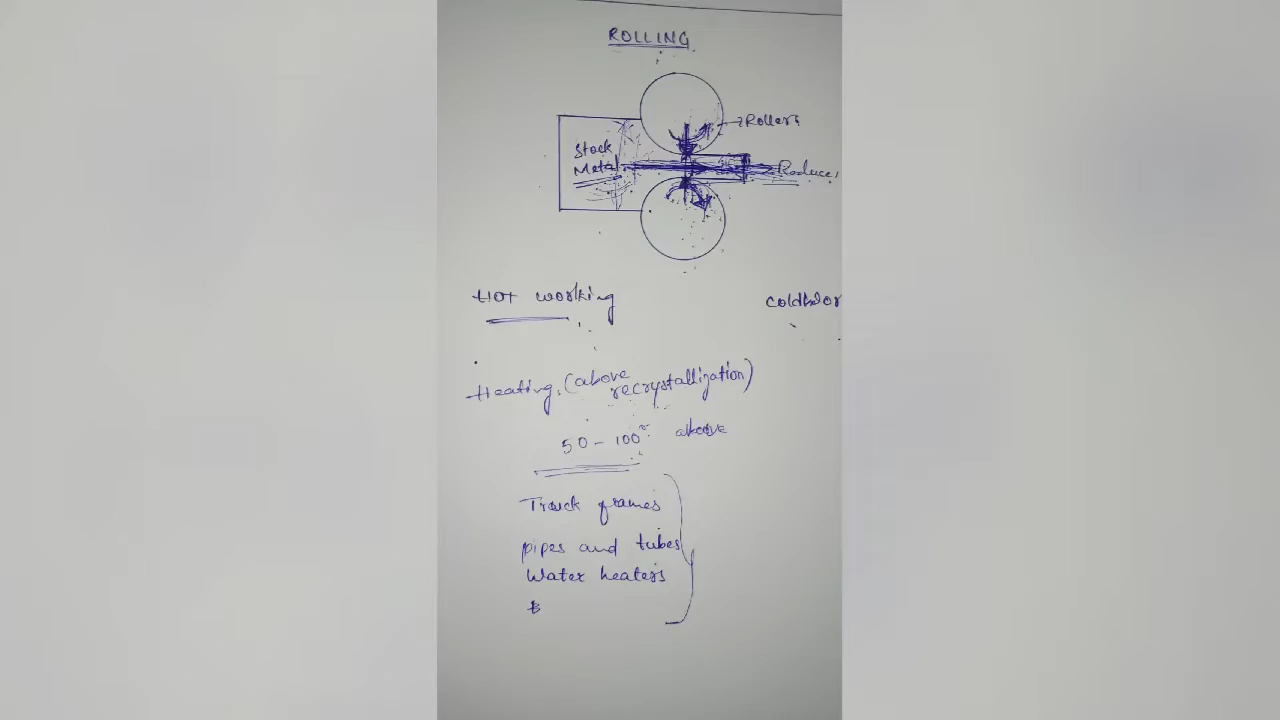 ROLLING
Rollers
Stock
Metal
Reduce
Hot working
coldwor
Heating. (above
recrystallization)
50 - 100° above
Truck frames
pipes and tubes
Water heaters
B